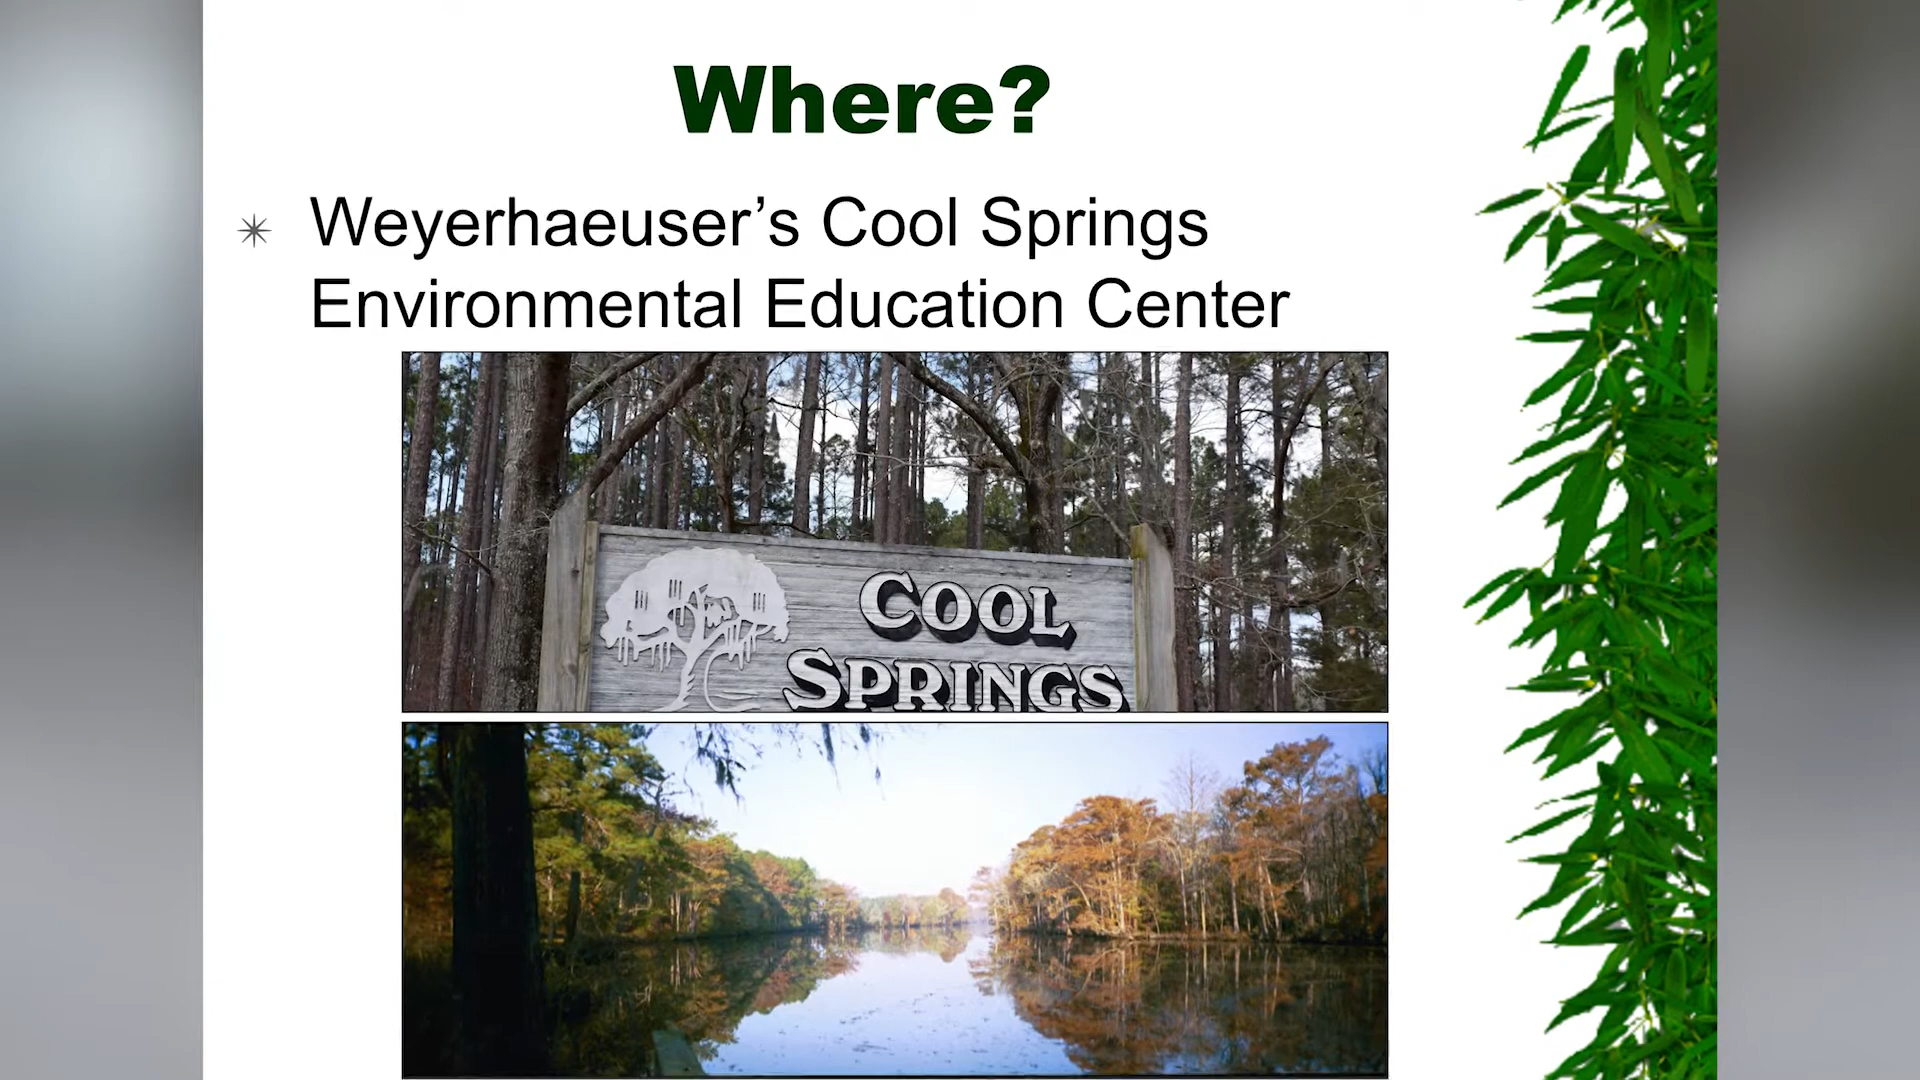 Where?
Weyerhaeuser’s Cool Springs
Environmental Education Center
COOL
SPRINGS